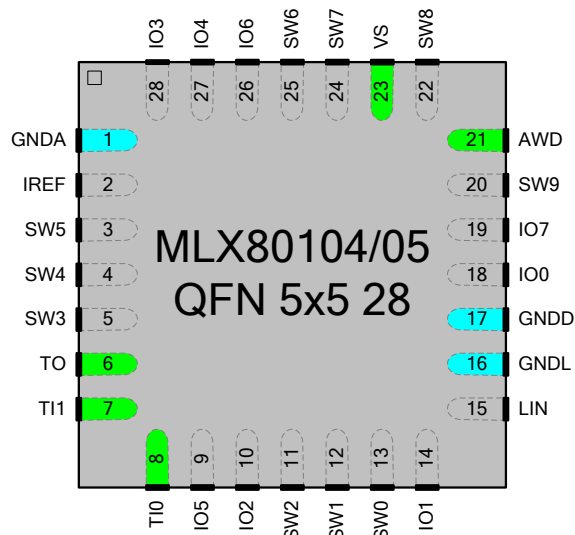 IO3
IO4
IO6
SW6
SW7
VS
SW8
28
27
26
25
24
23
22
GNDA 1
IREF 2
SW5 3
SW4 4
SW3 5
TO 6
TI1 7
21 AWD
20 SW9
19 IO7
18 IO0
17 GNDD
16 GNDL
15 LIN
MLX80104/05
QFN 5x5 28
8
9
10
11
12
13
14
TI0
IO5
IO2
SW2
SW1
SW0
IO1